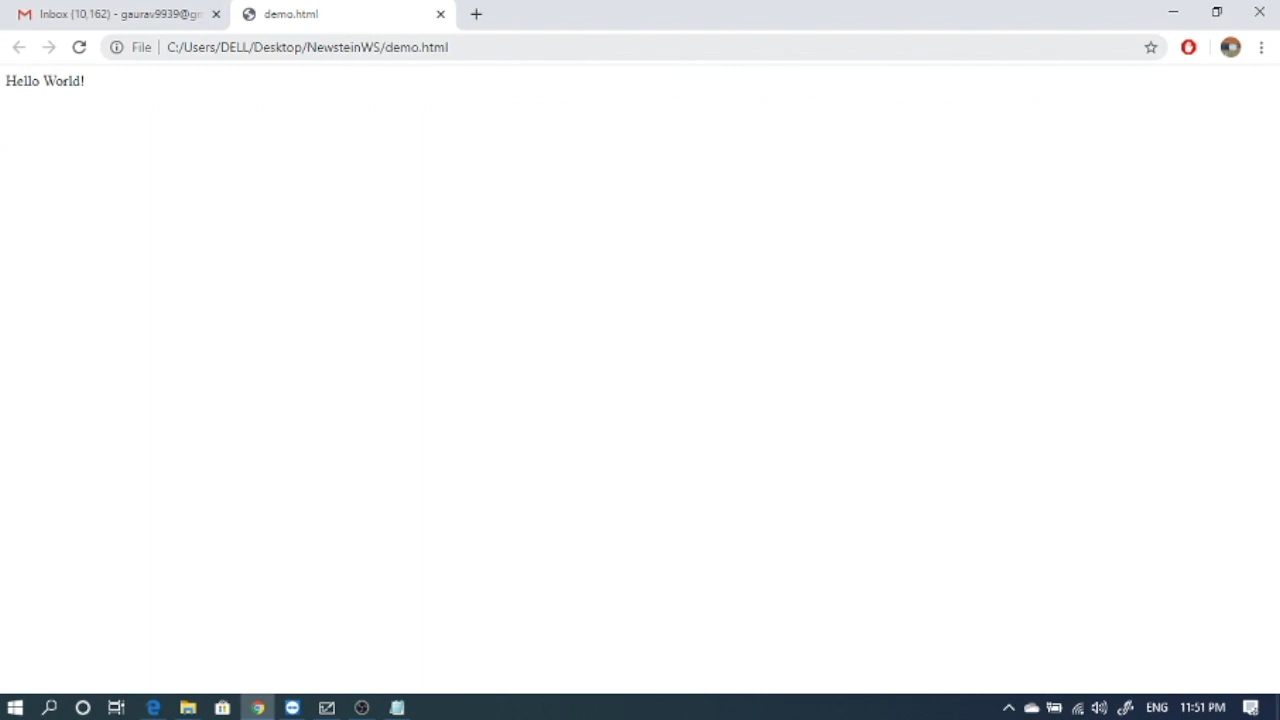 Inbox (10,162) - gaurav9939@gm
demo.html
File
C:/Users/DELL/Desktop/NewsteinWS/demo.html
Hello World!
ENG
11:51 PM